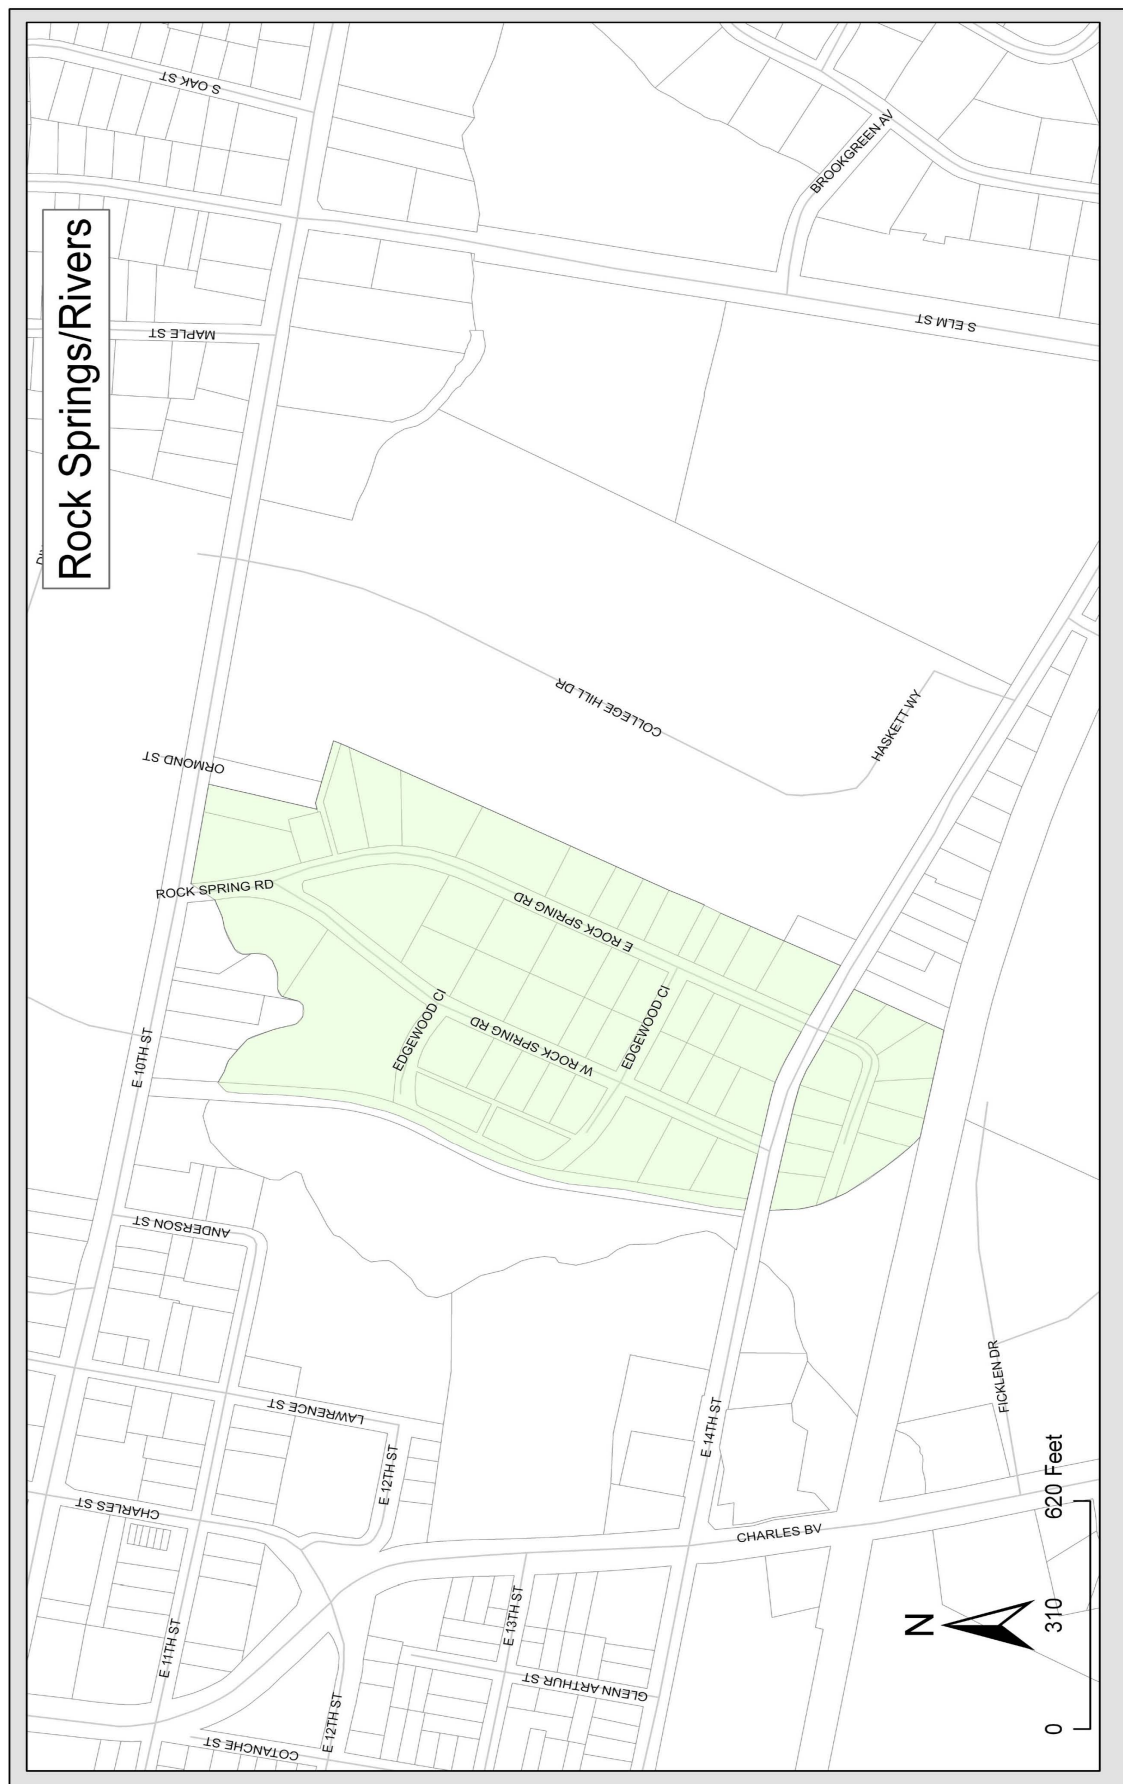 Rock Springs/Rivers
S OAK ST
BROOKGREEN AV
MAPLE ST
S ELM ST
COLLEGE HILL DR
HASKETT WY
ORMOND ST
ROCK SPRING RD
E ROCK SPRING RD
EDGEWOOD CI
W ROCK SPRING RD
EDGEWOOD CI
E 10TH ST
ANDERSON ST
LAWRENCE ST
E 12TH ST
E 14TH ST
FICKLEN DR
CHARLES ST
CHARLES BV
E 11TH ST
E 13TH ST
GLENN ARTHUR ST
E 12TH ST
COTANCHE ST
N
0 310 620 Feet